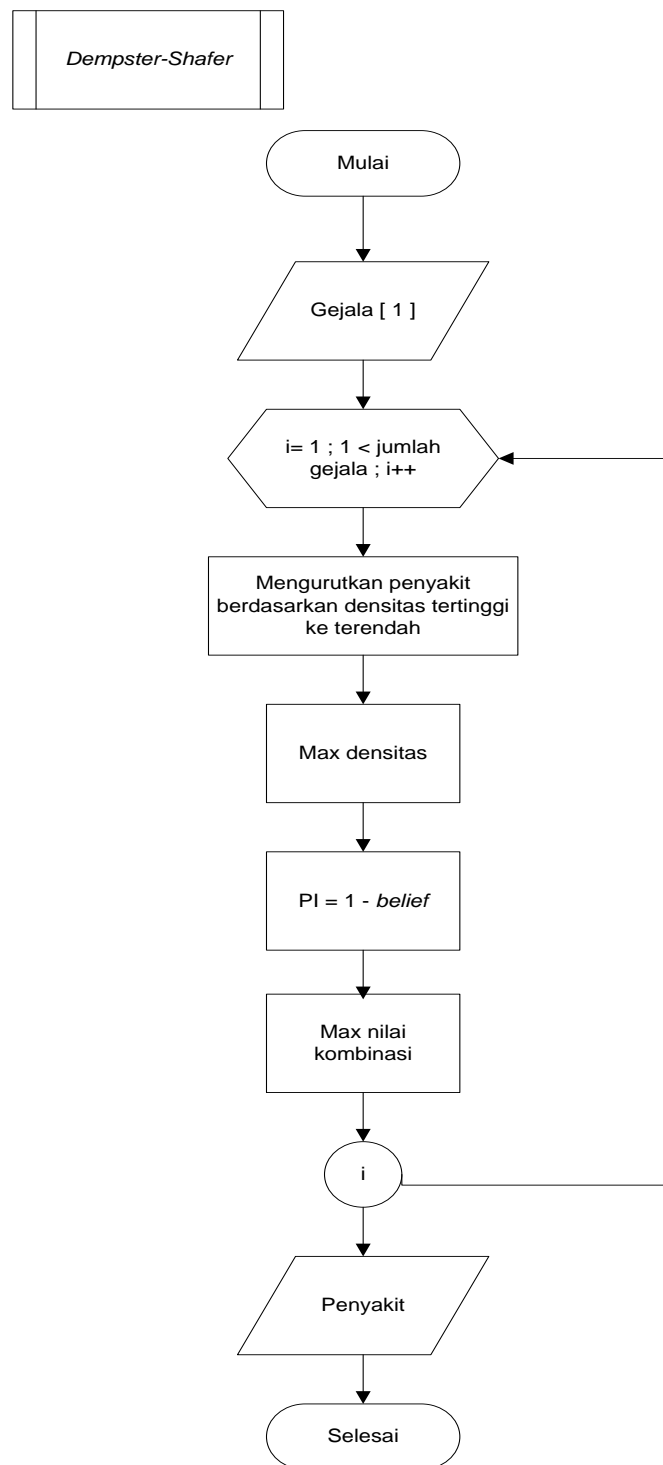 Dempster-Shafer
Mulai
Gejala [ 1 ]
i= 1 ; 1 < jumlah
gejala ; i++
Mengurutkan penyakit
berdasarkan densitas tertinggi
ke terendah
Max densitas
PI = 1 - belief
Max nilai
kombinasi
i
Penyakit
Selesai